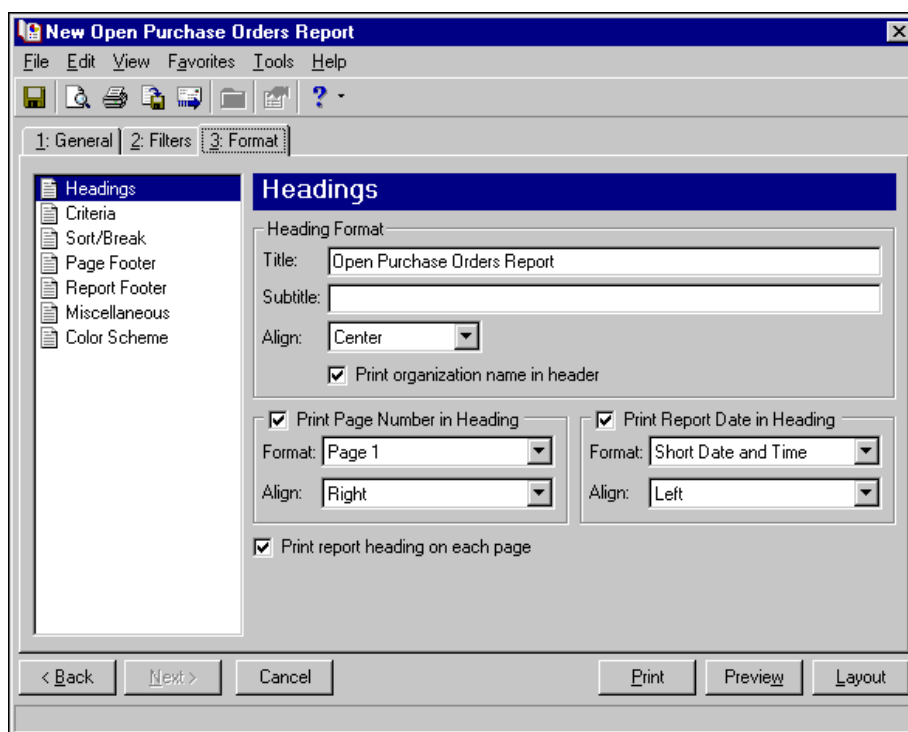 New Open Purchase Orders Report
File Edit View Favorites Tools Help
1: General 2: Filters 3: Format
Headings
Criteria
Sort/Break
Page Footer
Report Footer
Miscellaneous
Color Scheme
Headings
Heading Format
Title: Open Purchase Orders Report
Subtitle:
Align: Center
Print organization name in header
Print Page Number in Heading
Format: Page 1
Align: Right
Print Report Date in Heading
Format: Short Date and Time
Align: Left
Print report heading on each page
< Back Next > Cancel Print Preview Layout